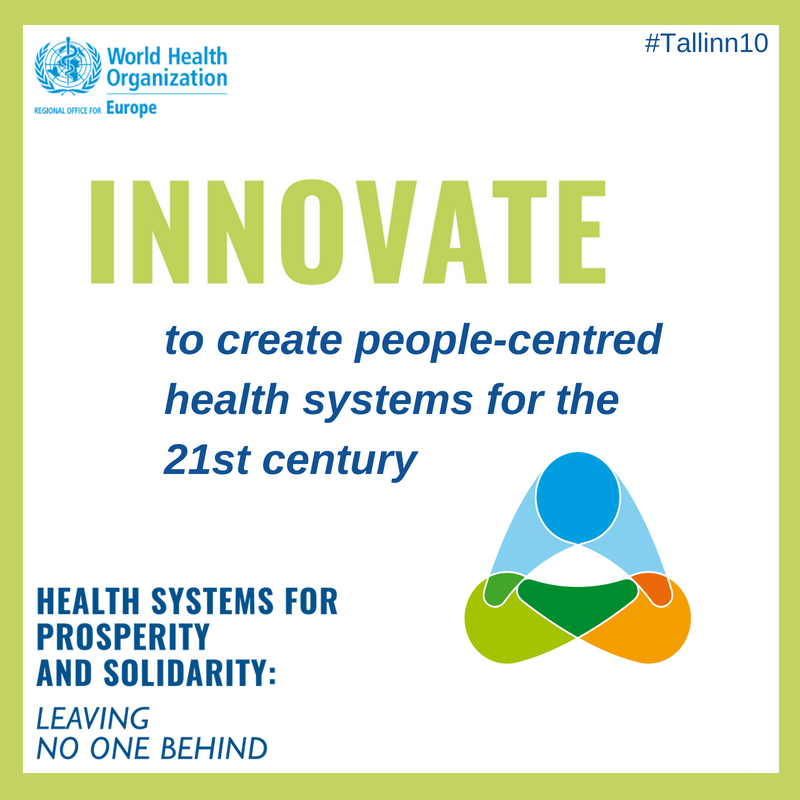 World Health
Organization
REGIONAL OFFICE FOR Europe
#Tallinn10
INNOVATE
to create people-centred
health systems for the
21st century
HEALTH SYSTEMS FOR
PROSPERITY
AND SOLIDARITY:
LEAVING
NO ONE BEHIND